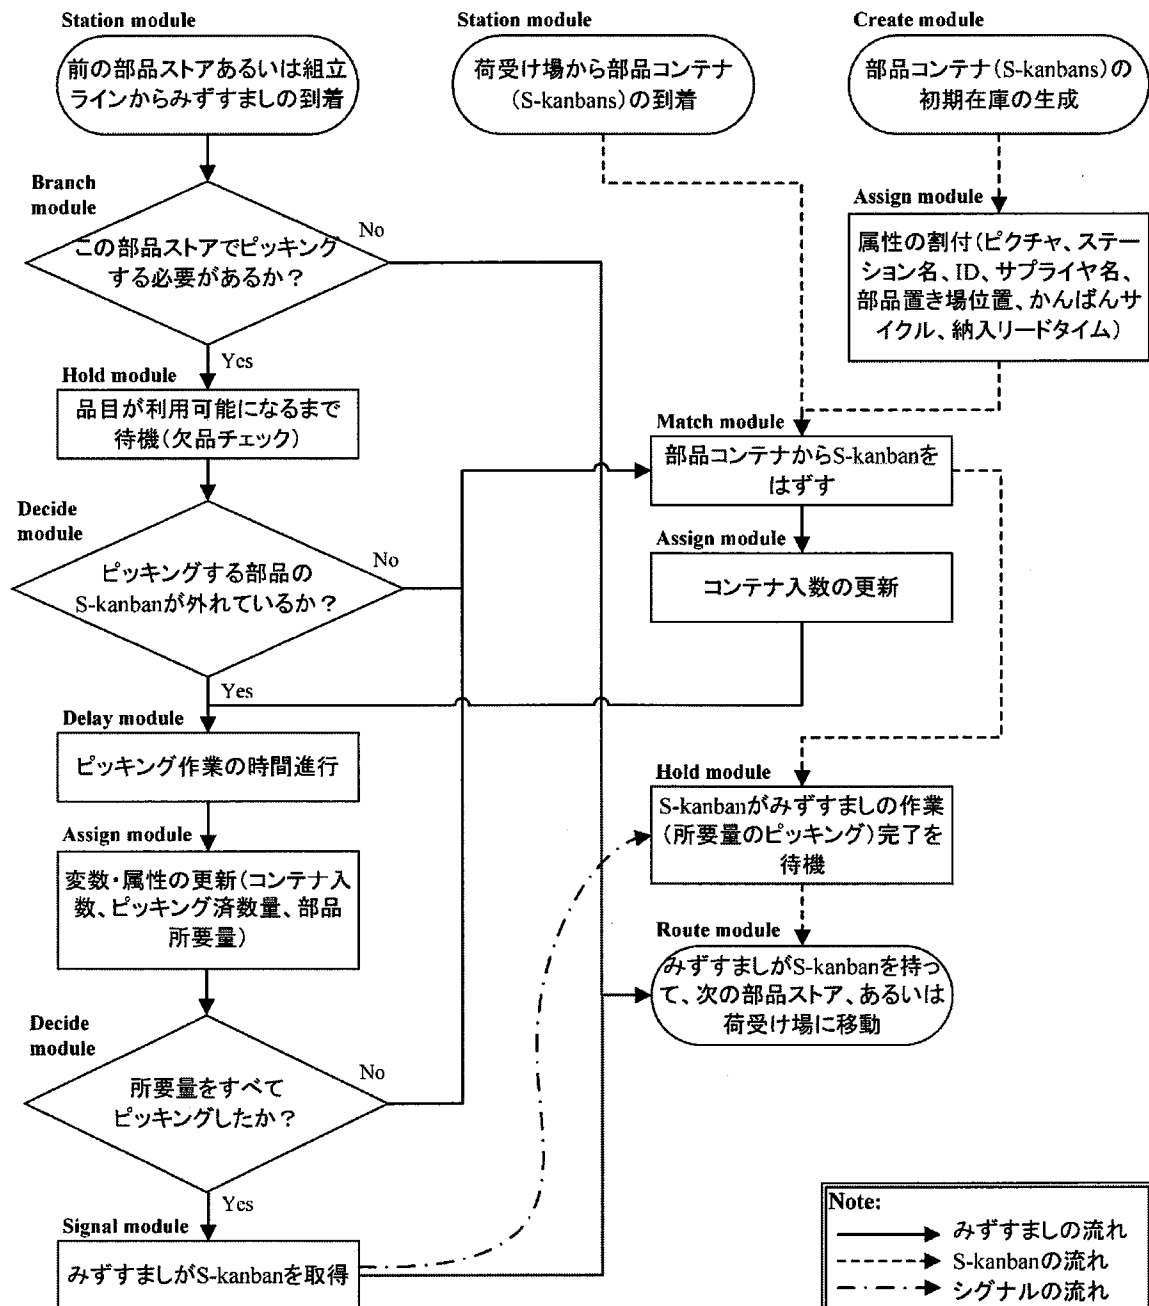 Station module
前の部品ストアあるいは組立
ラインからみずすましの到着
Station module
荷受け場から部品コンテナ
(S-kanbans)の到着
Create module
部品コンテナ(S-kanbans)の
初期在庫の生成
Branch
module
この部品ストアでピッキング
する必要があるか？
No
Yes
Assign module
属性の割付(ピクチャ、ステー
ション名、ID、サプライヤ名、
部品置き場位置、かんばんサ
イクル、納入リードタイム)
Hold module
品目が利用可能になるまで
待機(欠品チェック)
Match module
部品コンテナからS-kanbanを
はずす
Decide
module
ピッキングする部品の
S-kanbanが外れているか？
No
Yes
Assign module
コンテナ入数の更新
Delay module
ピッキング作業の時間進行
Hold module
S-kanbanがみずすましの作業
(所要量のピッキング)完了を
待機
Assign module
変数・属性の更新(コンテナ入
数、ピッキング済数量、部品
所要量)
Route module
みずすましがS-kanbanを持っ
て、次の部品ストア、あるいは
荷受け場に移動
Decide
module
所要量をすべて
ピッキングしたか？
No
Yes
Signal module
みずすましがS-kanbanを取得
Note:
みずすましの流れ
S-kanbanの流れ
シグナルの流れ